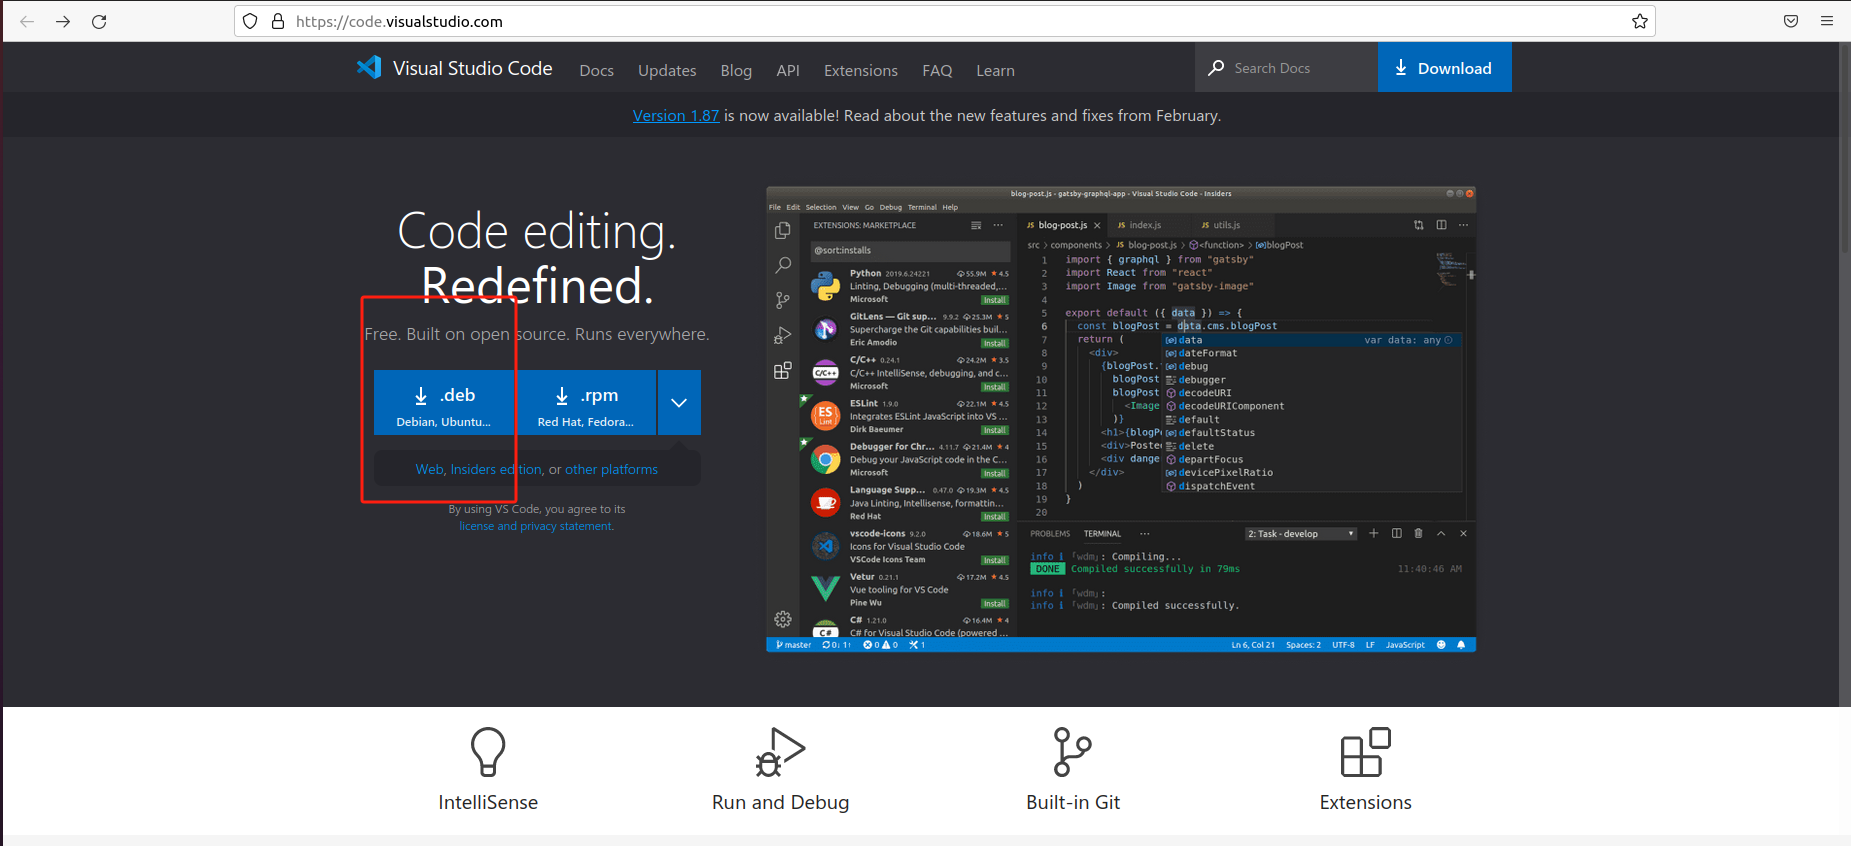 https://code.visualstudio.com
Visual Studio Code
Docs
Updates
Blog
API
Extensions
FAQ
Learn
Search Docs
Download
Version 1.87 is now available! Read about the new features and fixes from February.
Code editing.
Redefined.
Free. Built on open source. Runs everywhere.
.deb
Debian, Ubuntu...
.rpm
Red Hat, Fedora...
Web, Insiders edition, or other platforms
By using VS Code, you agree to its
license and privacy statement.
blog-post.js - gatsby-graphql-app - Visual Studio Code - Insiders
File Edit Selection View Go Debug Terminal Help
EXTENSIONS: MARKETPLACE
@sort:installs
Python 2019.6.24221 55.9M 4.5
Linting, Debugging (multi-threaded,...
Microsoft Install
GitLens — Git sup... 9.9.2 25.3M 5
Supercharge the Git capabilities buil...
Eric Amodio Install
C/C++
C/C++ 0.24.1 24.2M 3.5
C/C++ IntelliSense, debugging, and c...
Microsoft Install
ES
Lint
ESLint 1.9.0 22.1M 4.5
Integrates ESLint JavaScript into VS ...
Dirk Baeumer Install
Debugger for Chr... 4.11.7 21.4M 4
Debug your JavaScript code in the C...
Microsoft Install
Language Supp... 0.47.0 19.3M 4.5
Java Linting, Intellisense, formattin...
Red Hat Install
vscode-icons 9.2.0 18.6M 5
Icons for Visual Studio Code
VSCode Icons Team Install
Vetur 0.21.1 17.2M 4.5
Vue tooling for VS Code
Pine Wu Install
C#
C# 1.21.0 16.4M 4
C# for Visual Studio Code (powered ...
JS blog-post.js
JS index.js
JS utils.js
src > components > JS blog-post.js > <function> > blogPost
1 import { graphql } from "gatsby"
2 import React from "react"
3 import Image from "gatsby-image"
4
5 export default ({ data }) => {
6 const blogPost = data.cms.blogPost
7 return (
8 <div>
9 {blogPost.
10 blogPost
11 blogPost
12 <Image
13 )}
14 <h1>{blogP
15 <div>Poste
16 <div dange
17 </div>
18 )
19 }
20
data var data: any
dateFormat
debug
debugger
decodeURI
decodeURIComponent
default
defaultStatus
delete
departFocus
devicePixelRatio
dispatchEvent
PROBLEMS
TERMINAL
...
2: Task - develop
info i 「wdm」: Compiling...
DONE Compiled successfully in 79ms 11:40:46 AM
info i 「wdm」:
info i 「wdm」: Compiled successfully.
master 0↓ 1↑ 0 0 1
Ln 6, Col 21 Spaces: 2 UTF-8 LF JavaScript
IntelliSense
Run and Debug
Built-in Git
Extensions